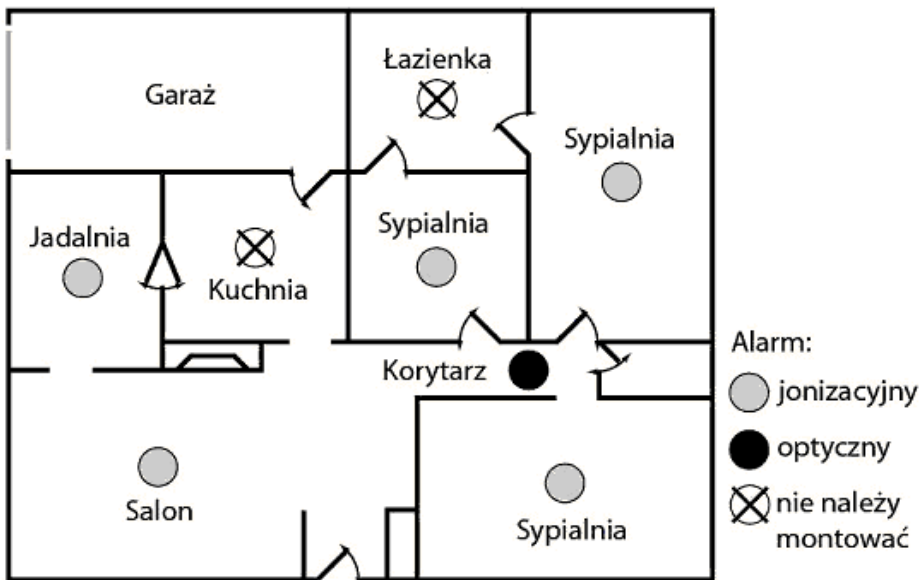 Łazienka
Garaż
Sypialnia
Sypialnia
Jadalnia
Kuchnia
Korytarz
Salon
Sypialnia
Alarm:
jonizacyjny
optyczny
nie należy
montować